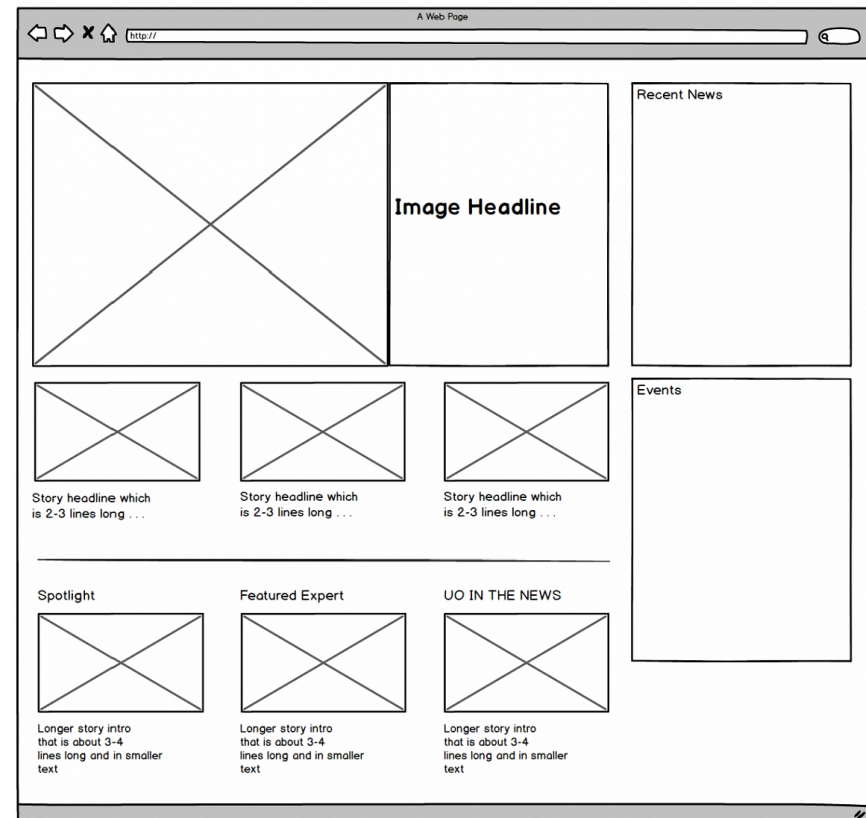 A Web Page
http://
Image Headline
Recent News
Story headline which
is 2-3 lines long . . .
Story headline which
is 2-3 lines long . . .
Story headline which
is 2-3 lines long . . .
Events
Spotlight
Longer story intro
that is about 3-4
lines long and in smaller
text
Featured Expert
Longer story intro
that is about 3-4
lines long and in smaller
text
UO IN THE NEWS
Longer story intro
that is about 3-4
lines long and in smaller
text